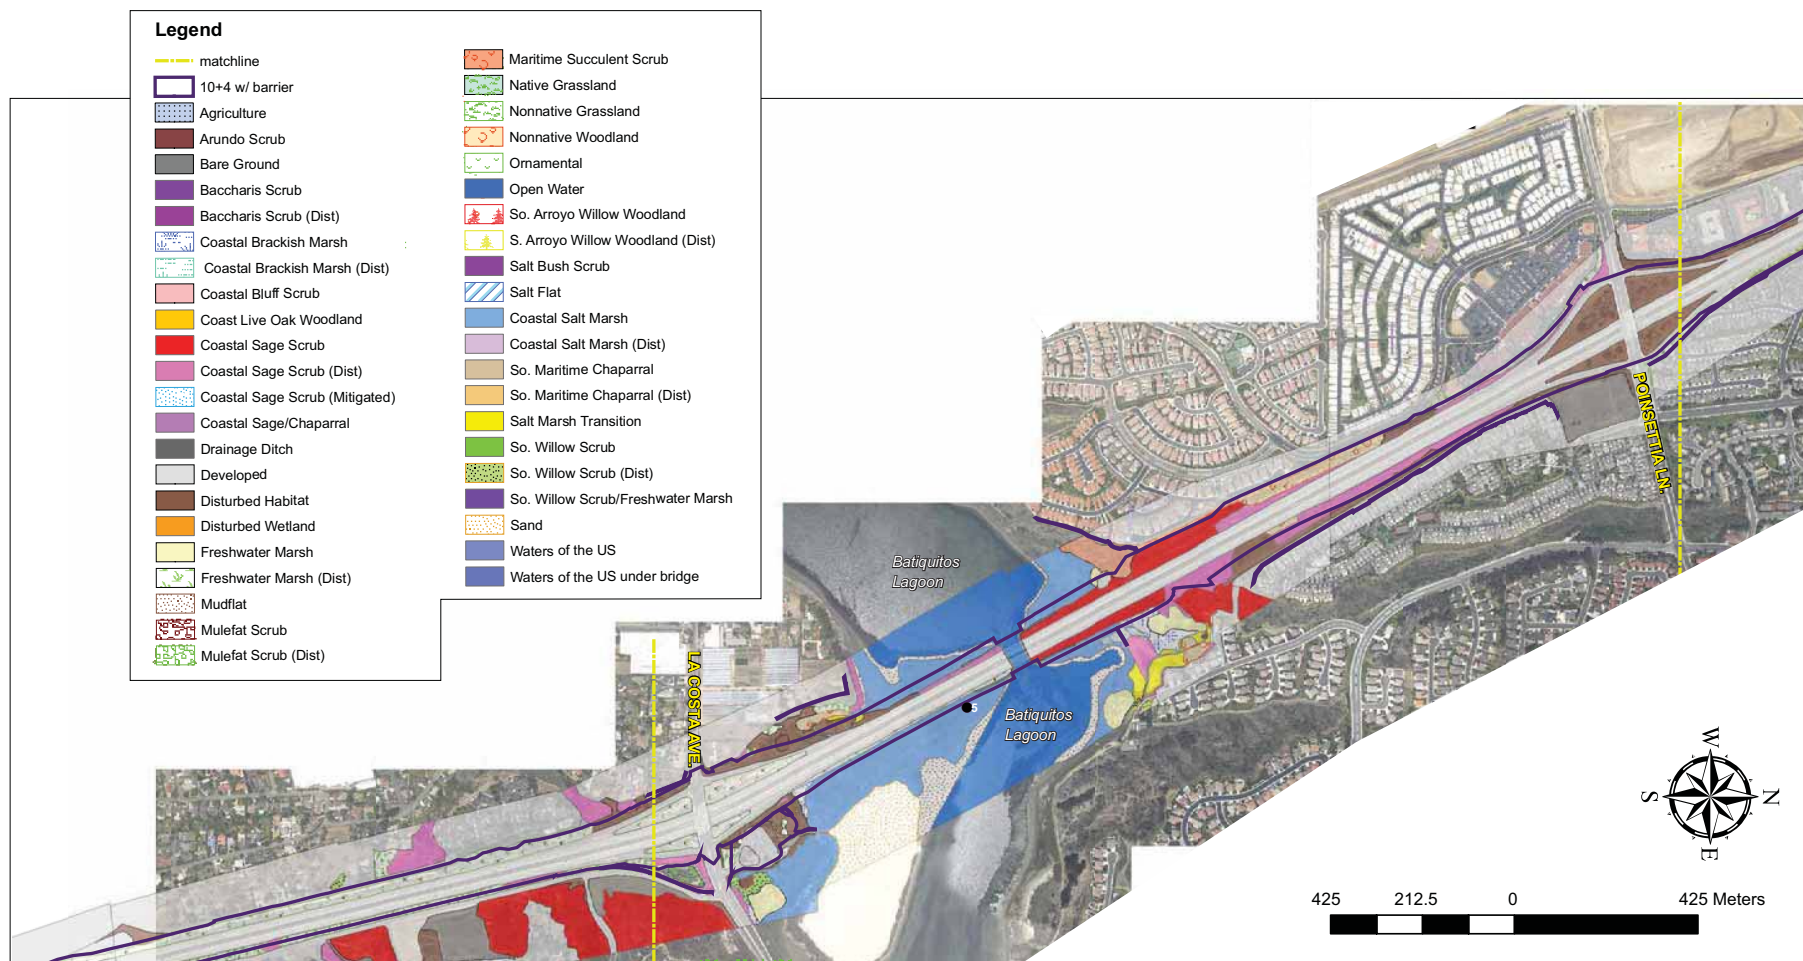 Legend
matchline
10+4 w/ barrier
Agriculture
Arundo Scrub
Bare Ground
Baccharis Scrub
Baccharis Scrub (Dist)
Coastal Brackish Marsh
Coastal Brackish Marsh (Dist)
Coastal Bluff Scrub
Coast Live Oak Woodland
Coastal Sage Scrub
Coastal Sage Scrub (Dist)
Coastal Sage Scrub (Mitigated)
Coastal Sage/Chaparral
Drainage Ditch
Developed
Disturbed Habitat
Disturbed Wetland
Freshwater Marsh
Freshwater Marsh (Dist)
Mudflat
Mulefat Scrub
Mulefat Scrub (Dist)
Maritime Succulent Scrub
Native Grassland
Nonnative Grassland
Nonnative Woodland
Ornamental
Open Water
So. Arroyo Willow Woodland
S. Arroyo Willow Woodland (Dist)
Salt Bush Scrub
Salt Flat
Coastal Salt Marsh
Coastal Salt Marsh (Dist)
So. Maritime Chaparral
So. Maritime Chaparral (Dist)
Salt Marsh Transition
So. Willow Scrub
So. Willow Scrub (Dist)
So. Willow Scrub/Freshwater Marsh
Sand
Waters of the US
Waters of the US under bridge
POINSETTIA LN.
Batiquitos
Lagoon
LA COSTA AVE.
5
Batiquitos
Lagoon
W
S
N
E
425 212.5 0 425 Meters